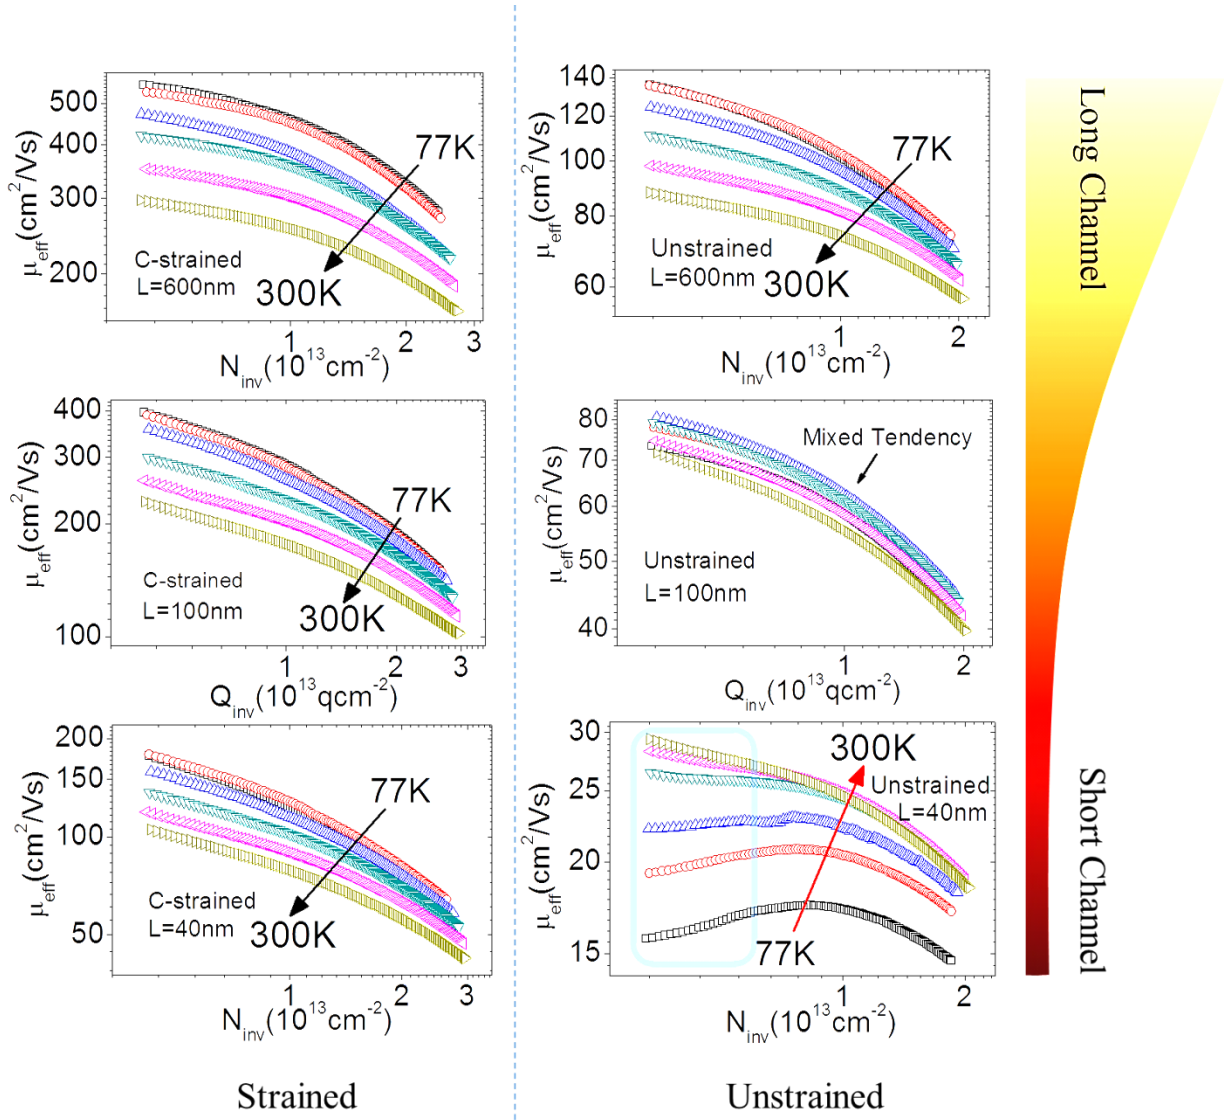 500
400
300
200
μeff(cm2/Vs)
77K
C-strained
L=600nm
300K
1
2
3
Ninv(1013cm-2)
140
120
100
80
60
μeff(cm2/Vs)
77K
Unstrained
L=600nm
300K
1
2
Ninv(1013cm-2)
Long Channel
400
300
200
100
μeff(cm2/Vs)
77K
C-strained
L=100nm
300K
1
2
3
Qinv(1013qcm-2)
80
70
60
50
40
μeff(cm2/Vs)
Mixed Tendency
Unstrained
L=100nm
1
2
Qinv(1013qcm-2)
200
150
100
50
μeff(cm2/Vs)
77K
C-strained
L=40nm
300K
1
2
3
Ninv(1013cm-2)
30
25
20
15
μeff(cm2/Vs)
300K
Unstrained
L=40nm
77K
1
2
Ninv(1013cm-2)
Short Channel
Strained
Unstrained